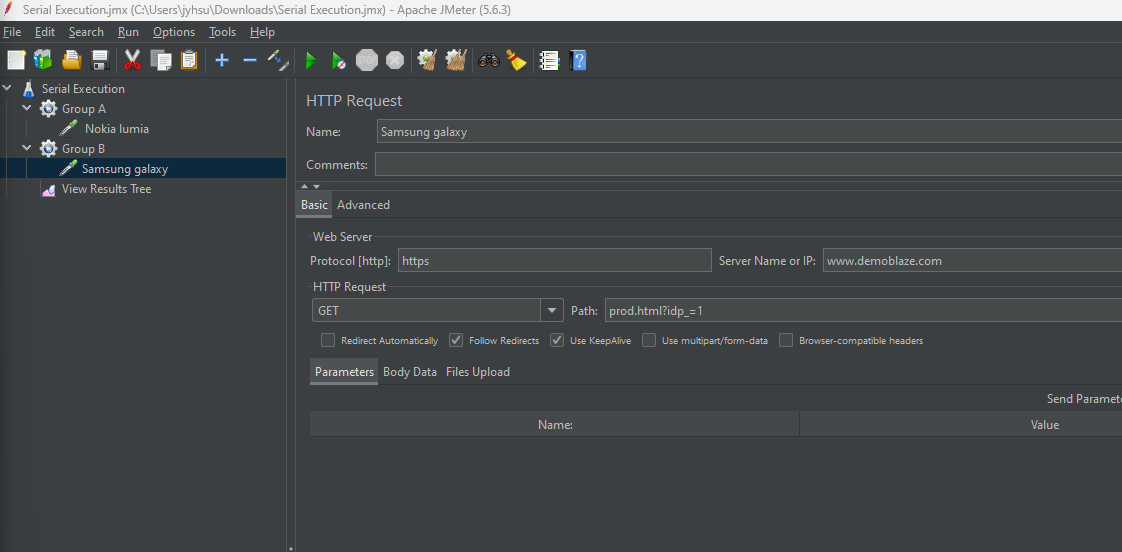 Serial Execution.jmx (C:\Users\jyhsu\Downloads\Serial Execution.jmx) - Apache JMeter (5.6.3)
File Edit Search Run Options Tools Help
STOP
Serial Execution
Group A
Nokia lumia
Group B
Samsung galaxy
View Results Tree
HTTP Request
Name: Samsung galaxy
Comments:
Basic Advanced
Web Server
Protocol [http]: https Server Name or IP: www.demoblaze.com
HTTP Request
GET Path: prod.html?idp_=1
Redirect Automatically Follow Redirects Use KeepAlive Use multipart/form-data Browser-compatible headers
Parameters Body Data Files Upload
Send Paramet
Name: Value